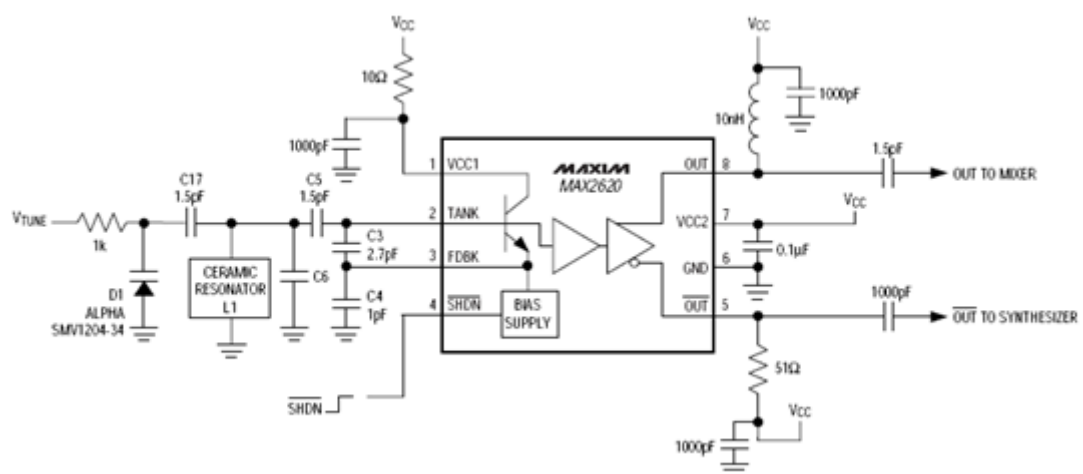 VCC
10Ω
1000pF
VCC
1000pF
10nH
1 VCC1
MAXIM
MAX2620
OUT 8
1.5pF
OUT TO MIXER
C17
1.5pF
C5
1.5pF
VTUNE
1k
2 TANK
VCC2 7
VCC
C3
2.7pF
3 FDBK
0.1µF
GND 6
D1
ALPHA
SMV1204-34
CERAMIC
RESONATOR
L1
C6
C4
1pF
4 SHDN
BIAS
SUPPLY
OUT 5
1000pF
OUT TO SYNTHESIZER
SHDN
51Ω
VCC
1000pF